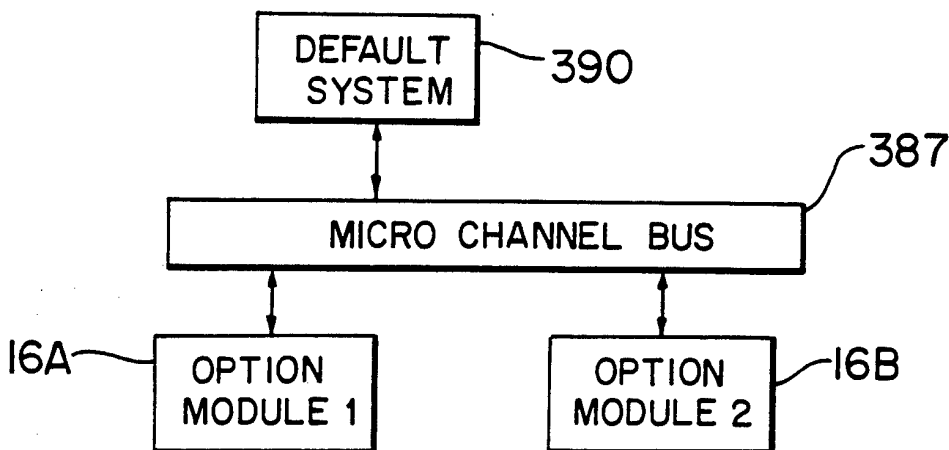 DEFAULT
SYSTEM
390
387
MICRO CHANNEL BUS
16A
OPTION
MODULE 1
OPTION
MODULE 2
16B